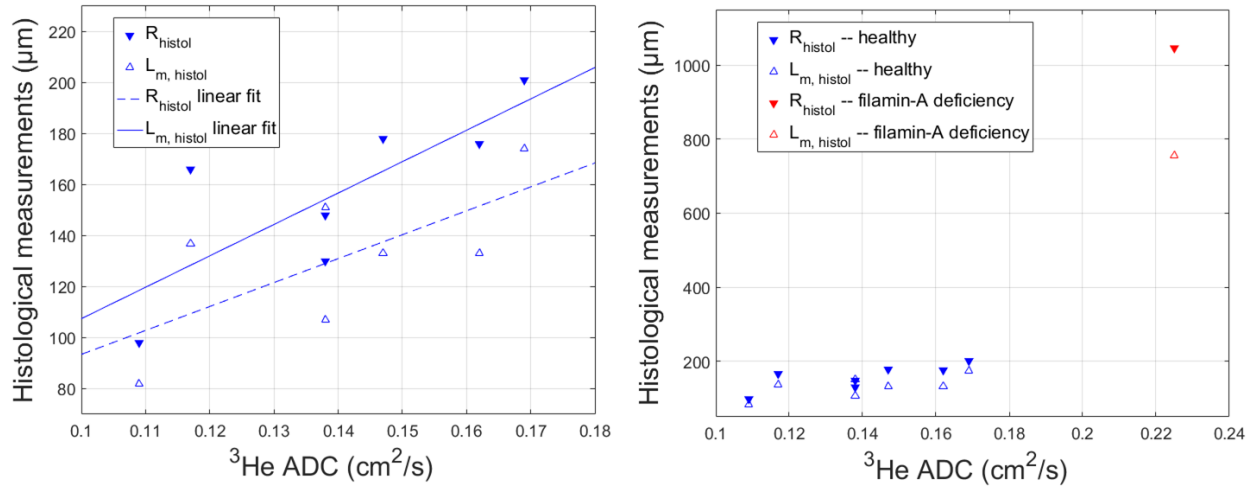 R_histol
L_m, histol
R_histol linear fit
L_m, histol linear fit
Histological measurements (μm)
220
200
180
160
140
120
100
80
0.1 0.11 0.12 0.13 0.14 0.15 0.16 0.17 0.18
³He ADC (cm²/s)
R_histol -- healthy
L_m, histol -- healthy
R_histol -- filamin-A deficiency
L_m, histol -- filamin-A deficiency
Histological measurements (μm)
1000
800
600
400
200
0.1 0.12 0.14 0.16 0.18 0.2 0.22 0.24
³He ADC (cm²/s)